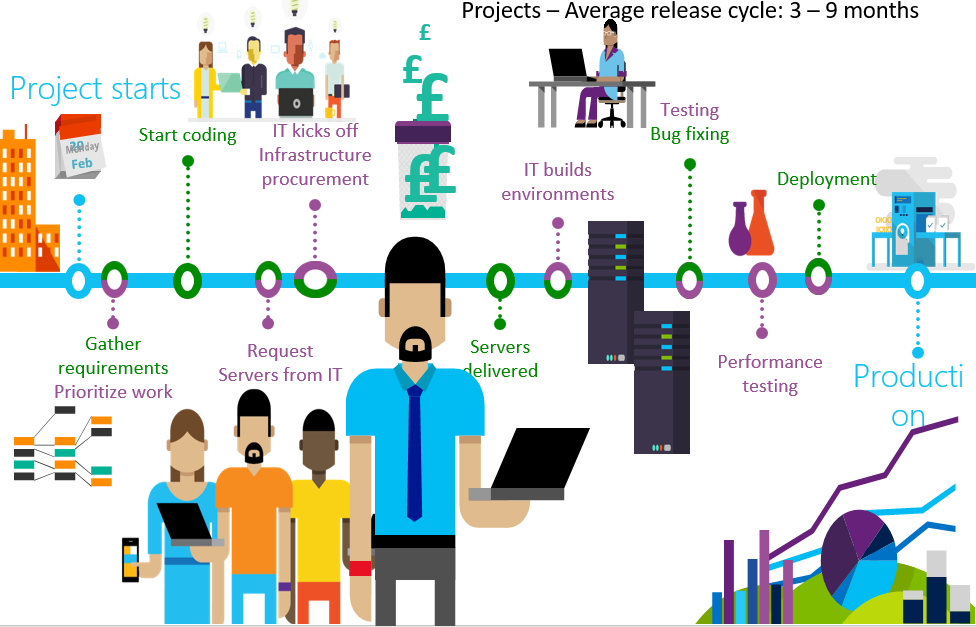 Projects – Average release cycle: 3 – 9 months
Project starts
Monday
Feb
Start coding
IT kicks off
Infrastructure
procurement
£
£
£
£
£
Testing
Bug fixing
IT builds
environments
Deployment
Gather
requirements
Prioritize work
Request
Servers from IT
Servers
delivered
Performance
testing
Producti
on